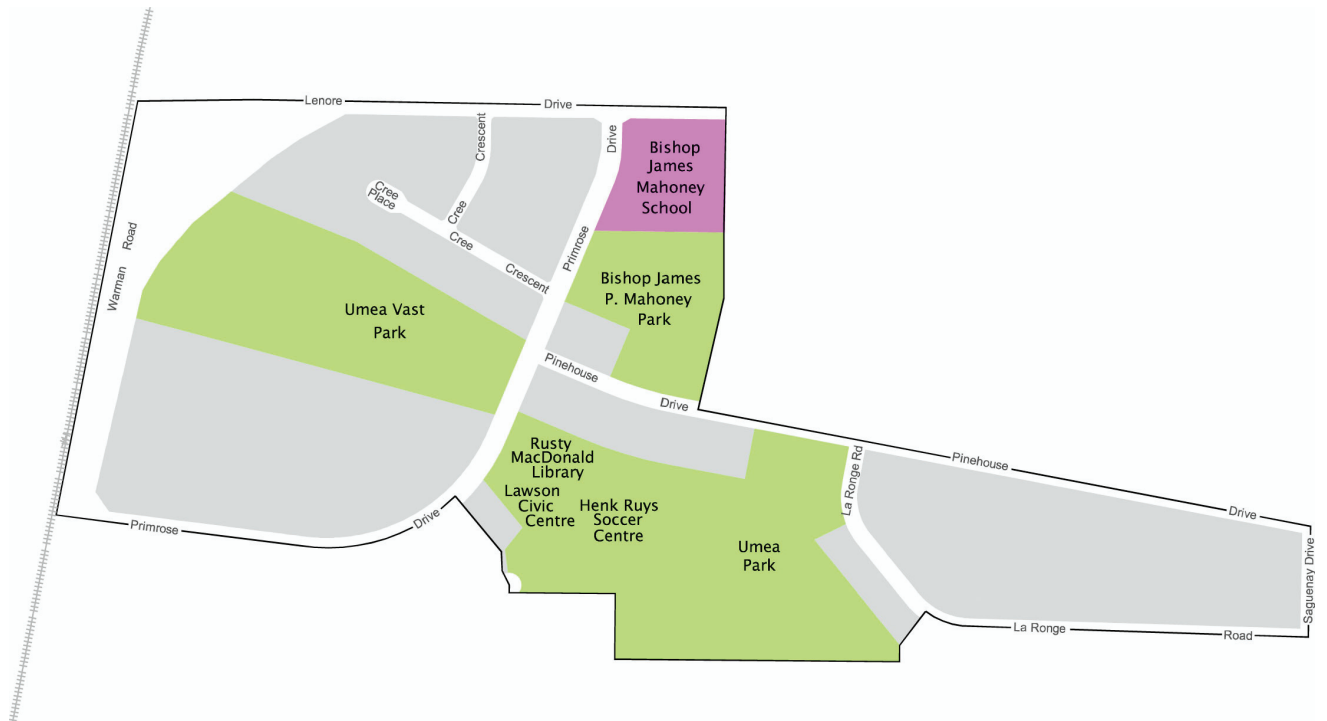 Lenore Drive
Crescent
Drive
Bishop
James
Mahoney
School
Cree
Place
Cree
Cree
Crescent
Primrose
Warman Road
Bishop James
P. Mahoney
Park
Umea Vast
Park
Pinehouse
Drive
Rusty
MacDonald
Library
Lawson
Civic
Centre
Henk Ruys
Soccer
Centre
La Ronge Rd
Pinehouse
Drive
Primrose
Drive
Umea
Park
Saguenay Drive
La Ronge Road